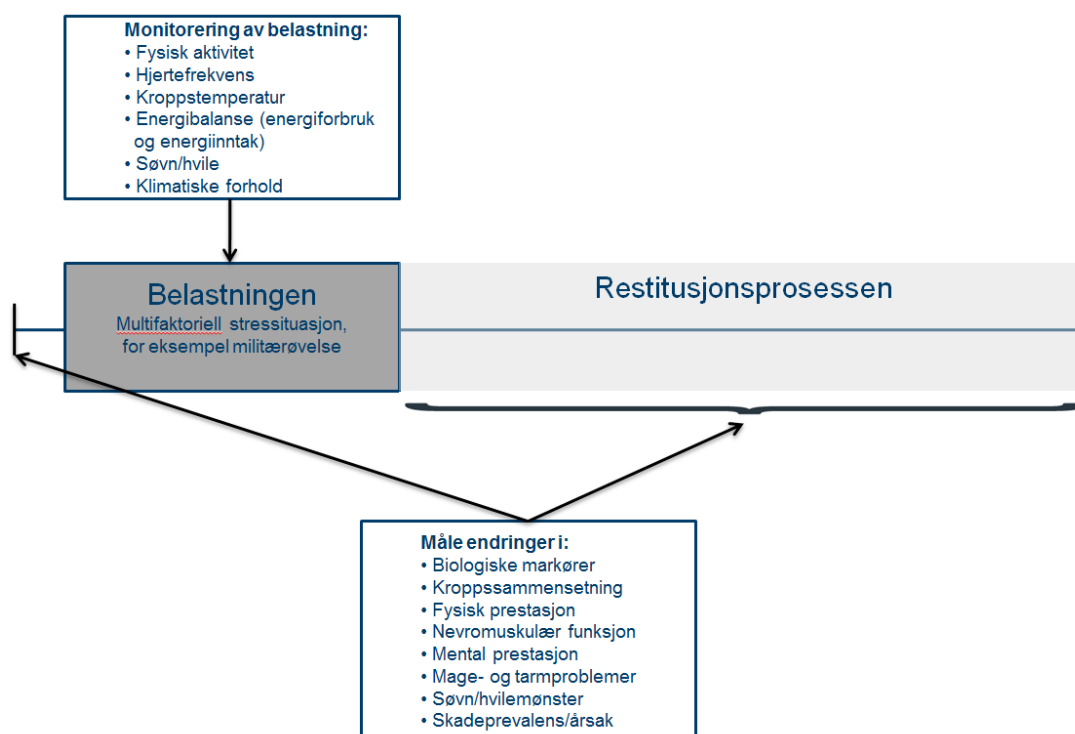 Monitorering av belastning:
• Fysisk aktivitet
• Hjertefrekvens
• Kroppstemperatur
• Energibalanse (energiforbruk
og energiinntak)
• Søvn/hvile
• Klimatiske forhold
Belastningen
Multifaktoriell stressituasjon,
for eksempel militærøvelse
Restitusjonsprosessen
Måle endringer i:
• Biologiske markører
• Kroppssammensetning
• Fysisk prestasjon
• Nevromuskulær funksjon
• Mental prestasjon
• Mage- og tarmproblemer
• Søvn/hvilemønster
• Skadeprevalens/årsak